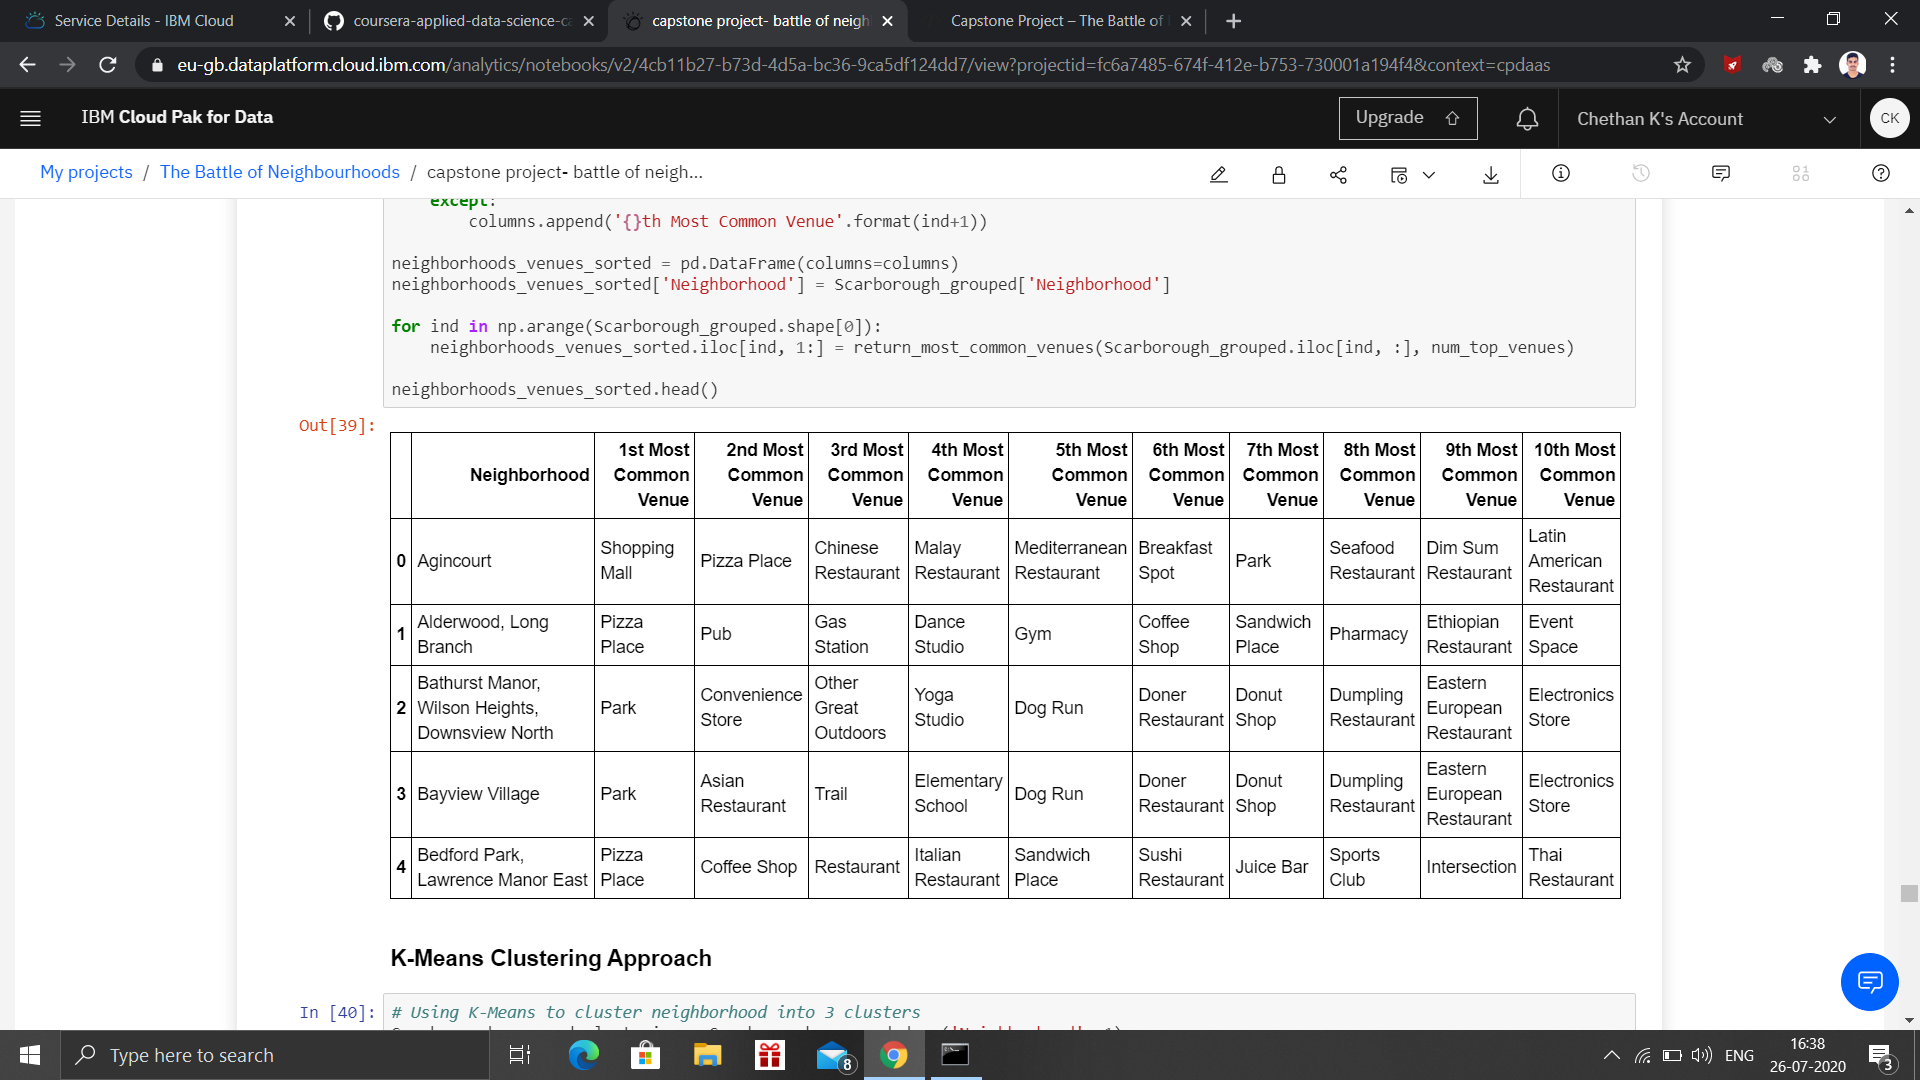 Service Details - IBM Cloud
coursera-applied-data-science-ca
capstone project- battle of neigh
Capstone Project – The Battle of
eu-gb.dataplatform.cloud.ibm.com/analytics/notebooks/v2/4cb11b27-b73d-4d5a-bc36-9ca5df124dd7/view?projectid=fc6a7485-674f-412e-b753-730001a194f4&context=cpdaas
IBM Cloud Pak for Data
Upgrade
Chethan K's Account
CK
My projects / The Battle of Neighbourhoods / capstone project- battle of neigh...
except:
columns.append('{}th Most Common Venue'.format(ind+1))
neighborhoods_venues_sorted = pd.DataFrame(columns=columns)
neighborhoods_venues_sorted['Neighborhood'] = Scarborough_grouped['Neighborhood']
for ind in np.arange(Scarborough_grouped.shape[0]):
neighborhoods_venues_sorted.iloc[ind, 1:] = return_most_common_venues(Scarborough_grouped.iloc[ind, :], num_top_venues)
neighborhoods_venues_sorted.head()
Out[39]:
Neighborhood 1st Most Common Venue 2nd Most Common Venue 3rd Most Common Venue 4th Most Common Venue 5th Most Common Venue 6th Most Common Venue 7th Most Common Venue 8th Most Common Venue 9th Most Common Venue 10th Most Common Venue
0 Agincourt Shopping Mall Pizza Place Chinese Restaurant Malay Restaurant Mediterranean Restaurant Breakfast Spot Park Seafood Restaurant Dim Sum Restaurant Latin American Restaurant
1 Alderwood, Long Branch Pizza Place Pub Gas Station Dance Studio Gym Coffee Shop Sandwich Place Pharmacy Ethiopian Restaurant Event Space
2 Bathurst Manor, Wilson Heights, Downsview North Park Convenience Store Other Great Outdoors Yoga Studio Dog Run Doner Restaurant Donut Shop Dumpling Restaurant Eastern European Restaurant Electronics Store
3 Bayview Village Park Asian Restaurant Trail Elementary School Dog Run Doner Restaurant Donut Shop Dumpling Restaurant Eastern European Restaurant Electronics Store
4 Bedford Park, Lawrence Manor East Pizza Place Coffee Shop Restaurant Italian Restaurant Sandwich Place Sushi Restaurant Juice Bar Sports Club Intersection Thai Restaurant
K-Means Clustering Approach
In [40]: # Using K-Means to cluster neighborhood into 3 clusters
Type here to search
8
ENG
16:38
26-07-2020
3